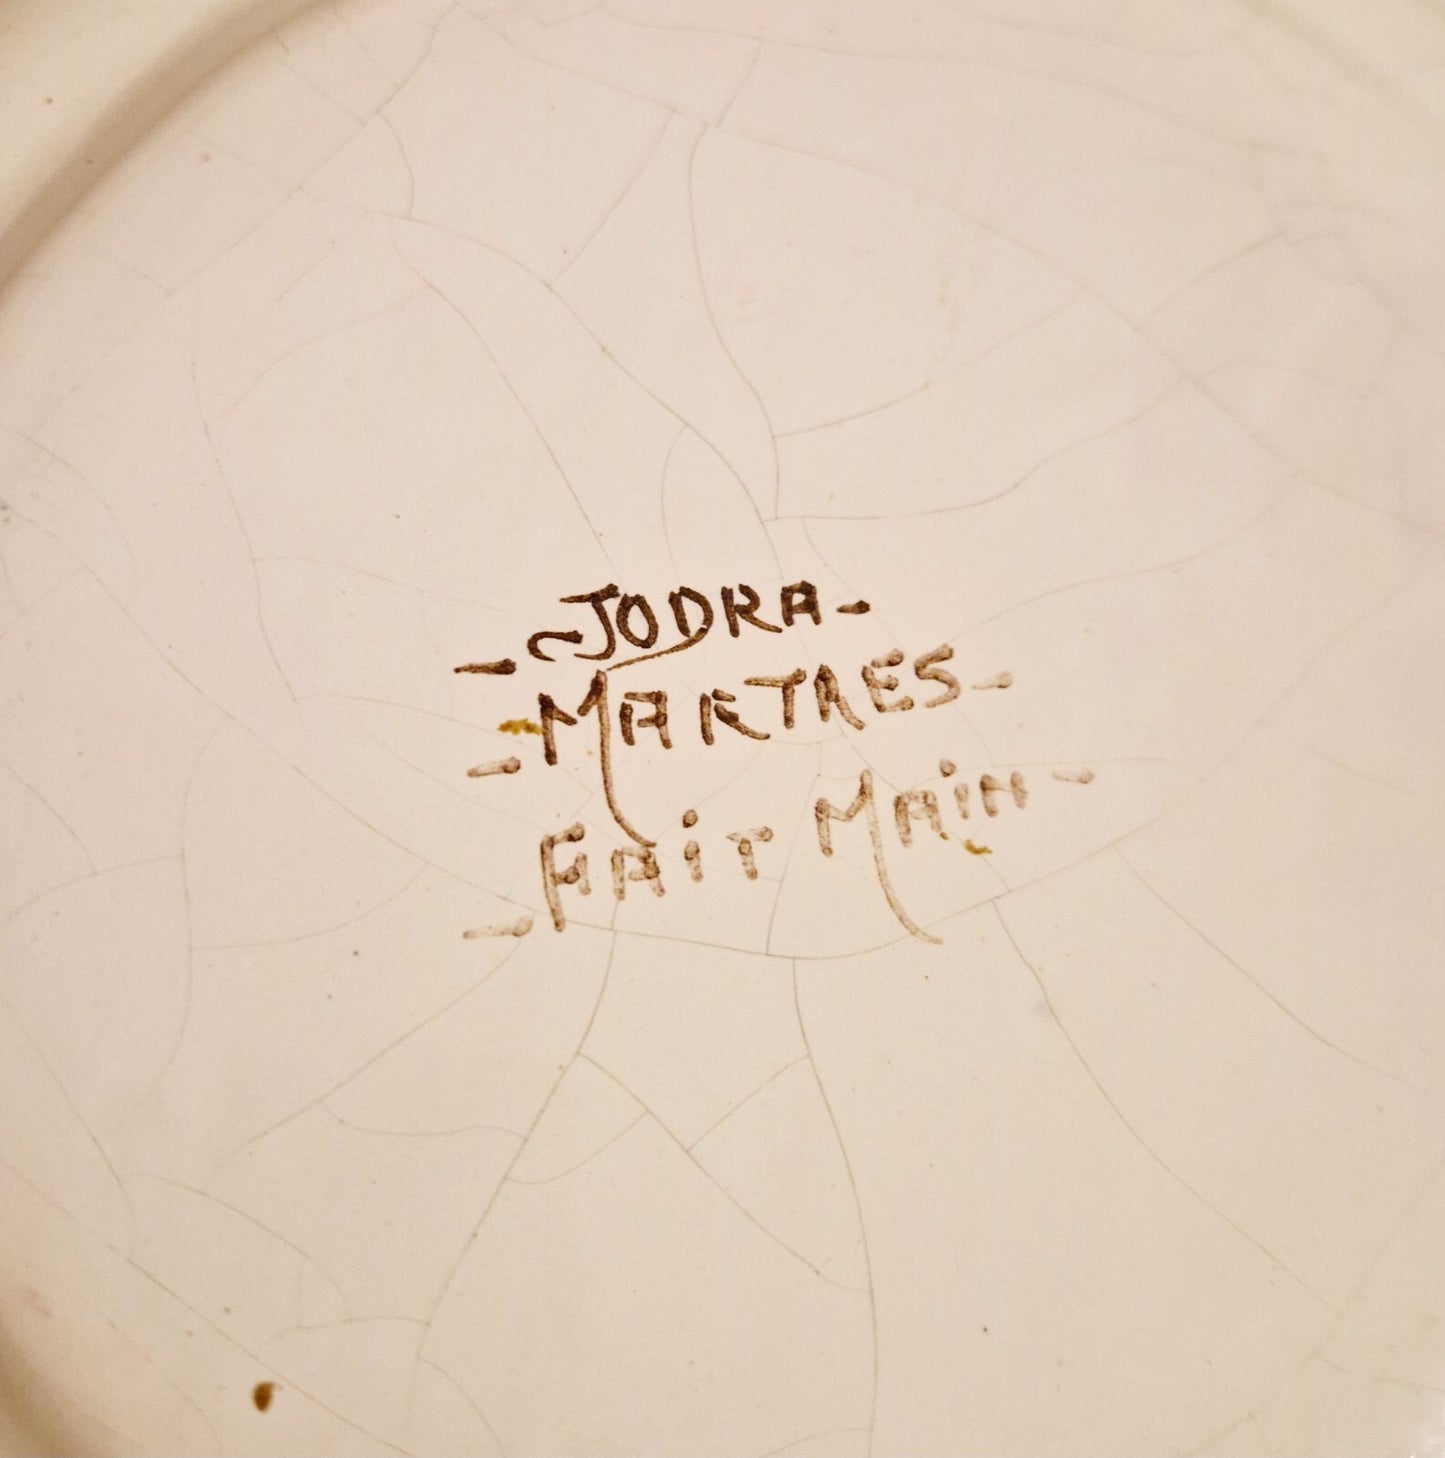 - JODRA -
- MARTRES -
- FAiT MAiN -